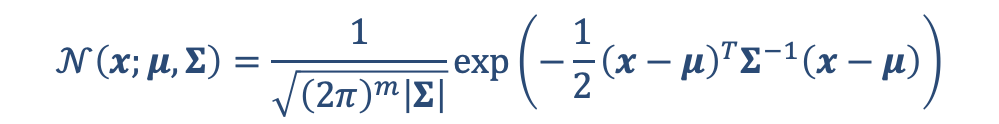 𝒩(𝒙; 𝝁, 𝚺) = 1/√((2π)^m|𝚺|) exp(−1/2 (𝒙 − 𝝁)^T 𝚺^−1 (𝒙 − 𝝁))